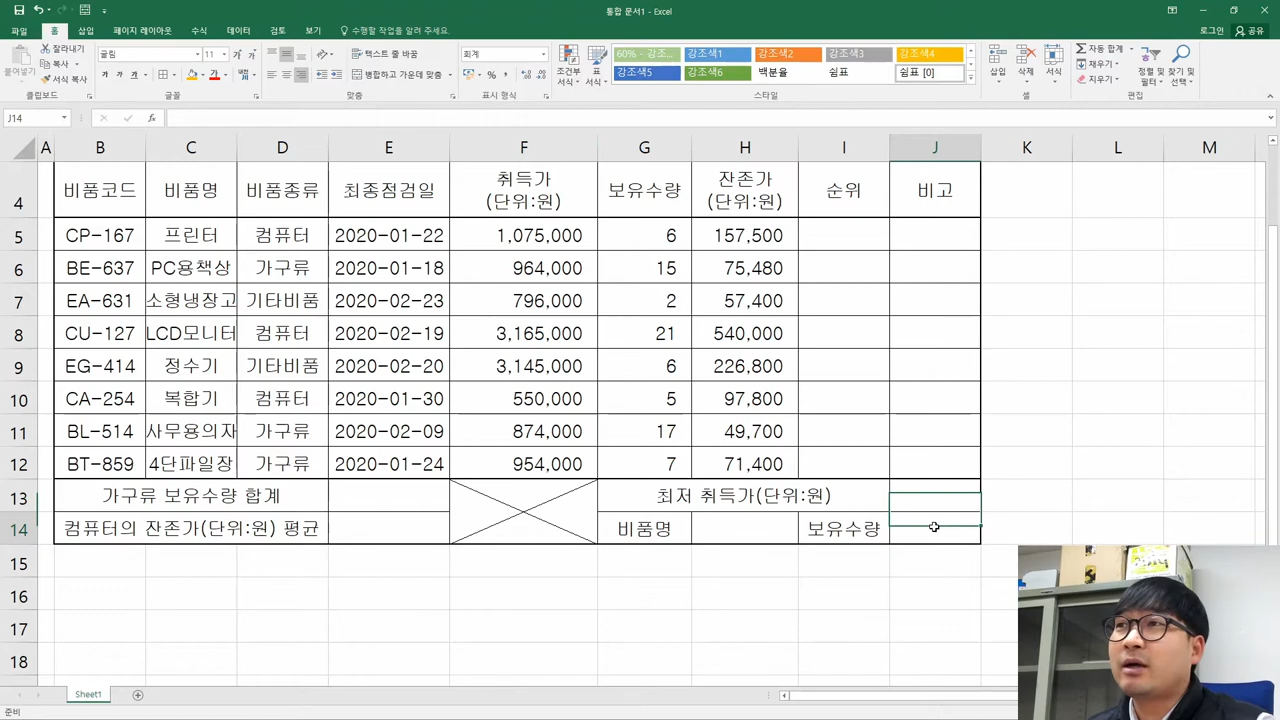 통합 문서1 - Excel
파일 홈 삽입 페이지 레이아웃 수식 데이터 검토 보기 수행할 작업을 알려 주세요.
로그인 공유
붙여넣기
잘라내기
복사
서식 복사
클립보드
굴림 11
글꼴
텍스트 줄 바꿈
병합하고 가운데 맞춤
맞춤
회계
표시 형식
조건부 서식
표 서식
60% - 강조... 강조색1 강조색2 강조색3 강조색4
강조색5 강조색6 백분율 쉼표 쉼표 [0]
스타일
삽입 삭제 서식
셀
자동 합계
채우기
지우기
정렬 및 필터
찾기 및 선택
편집
J14
fx
A B C D E F G H I J K L M
4 비품코드 비품명 비품종류 최종점검일 취득가 (단위:원) 보유수량 잔존가 (단위:원) 순위 비고
5 CP-167 프린터 컴퓨터 2020-01-22 1,075,000 6 157,500
6 BE-637 PC용책상 가구류 2020-01-18 964,000 15 75,480
7 EA-631 소형냉장고 기타비품 2020-02-23 796,000 2 57,400
8 CU-127 LCD모니터 컴퓨터 2020-02-19 3,165,000 21 540,000
9 EG-414 정수기 기타비품 2020-02-20 3,145,000 6 226,800
10 CA-254 복합기 컴퓨터 2020-01-30 550,000 5 97,800
11 BL-514 사무용의자 가구류 2020-02-09 874,000 17 49,700
12 BT-859 4단파일장 가구류 2020-01-24 954,000 7 71,400
13 가구류 보유수량 합계 최저 취득가(단위:원)
14 컴퓨터의 잔존가(단위:원) 평균 비품명 보유수량
15
16
17
18
Sheet1
준비